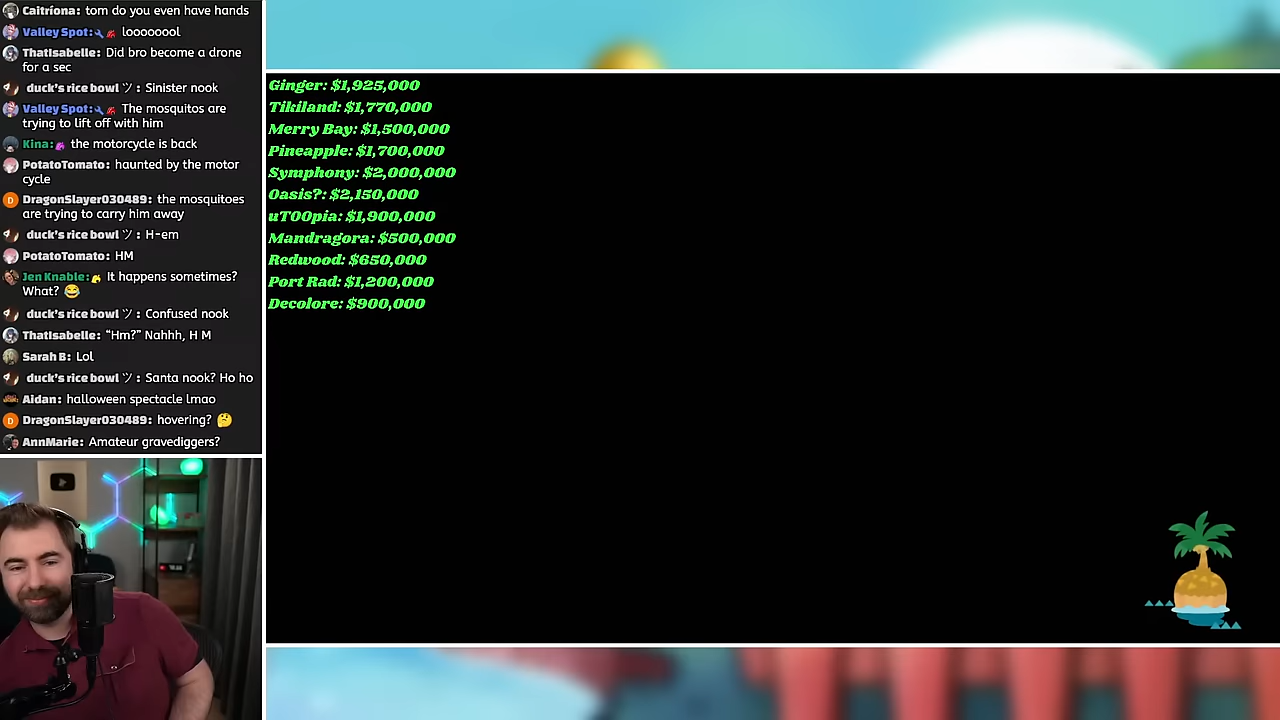 Caitríona: tom do you even have hands
Valley Spot: looooool
ThatIsabelle: Did bro become a drone
for a sec
duck's rice bowl ツ: Sinister nook
Valley Spot: The mosquitos are
trying to lift off with him
Kina: the motorcycle is back
PotatoTomato: haunted by the motor
cycle
DragonSlayer030489: the mosquitoes
are trying to carry him away
duck's rice bowl ツ: H-em
PotatoTomato: HM
Jen Knable: It happens sometimes?
What? 😂
duck's rice bowl ツ: Confused nook
ThatIsabelle: “Hm?” Nahhh, H M
Sarah B: Lol
duck's rice bowl ツ: Santa nook? Ho ho
Aidan: halloween spectacle lmao
D
DragonSlayer030489: hovering? 🤔
AnnMarie: Amateur gravediggers?
Ginger: $1,925,000
Tikiland: $1,770,000
Merry Bay: $1,500,000
Pineapple: $1,700,000
Symphony: $2,000,000
Oasis?: $2,150,000
uTOOpia: $1,900,000
Mandragora: $500,000
Redwood: $650,000
Port Rad: $1,200,000
Decolore: $900,000